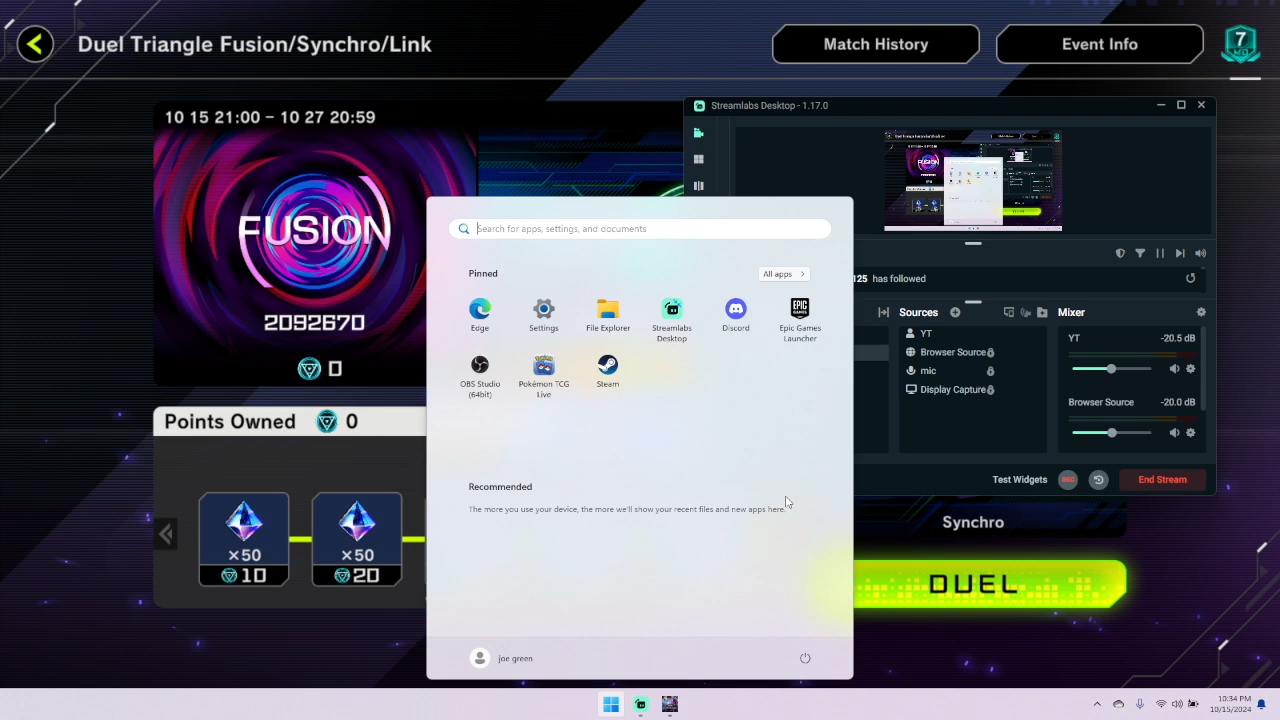 Duel Triangle Fusion/Synchro/Link
Match History
Event Info
7
10 15 21:00 – 10 27 20:59
FUSION
2092670
0
Points Owned 0
×50
10
×50
20
Streamlabs Desktop - 1.17.0
125 has followed
Sources
Mixer
YT
Browser Source
mic
Display Capture
YT -20.5 dB
Browser Source -20.0 dB
Test Widgets
REC
End Stream
Synchro
DUEL
Search for apps, settings, and documents
Pinned
All apps
Edge
Settings
File Explorer
Streamlabs
Desktop
Discord
EPIC
GAMES
Epic Games
Launcher
OBS Studio
(64bit)
Pokémon TCG
Live
Steam
Recommended
The more you use your device, the more we'll show your recent files and new apps here.
joe green
10:34 PM
10/15/2024